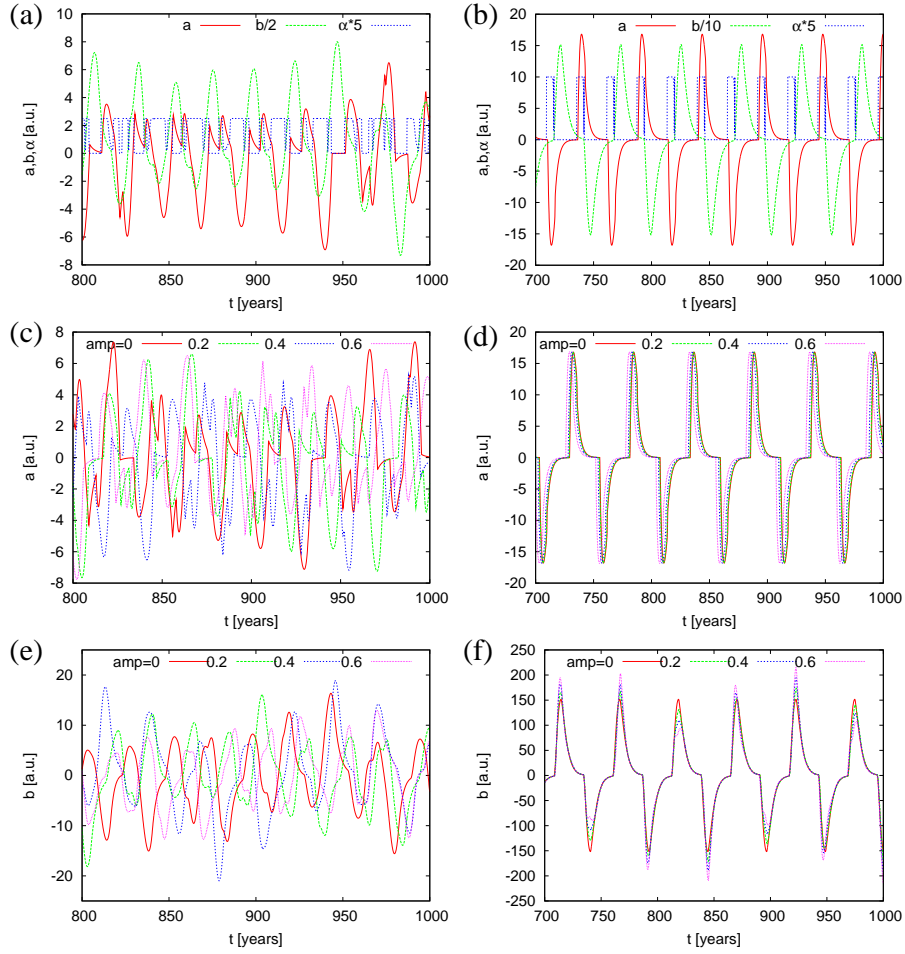 (a)
a b/2 α*5
8
6
4
2
0
-2
-4
-6
-8
a,b,α [a.u.]
800 850 900 950 1000
t [years]
(b)
a b/10 α*5
20
15
10
5
0
-5
-10
-15
-20
a,b,α [a.u.]
700 750 800 850 900 950 1000
t [years]
(c)
amp=0 0.2 0.4 0.6
8
6
4
2
0
-2
-4
-6
-8
a [a.u.]
800 850 900 950 1000
t [years]
(d)
amp=0 0.2 0.4 0.6
20
15
10
5
0
-5
-10
-15
-20
a [a.u.]
700 750 800 850 900 950 1000
t [years]
(e)
amp=0 0.2 0.4 0.6
20
10
0
-10
-20
b [a.u.]
800 850 900 950 1000
t [years]
(f)
amp=0 0.2 0.4 0.6
250
200
150
100
50
0
-50
-100
-150
-200
-250
b [a.u.]
700 750 800 850 900 950 1000
t [years]